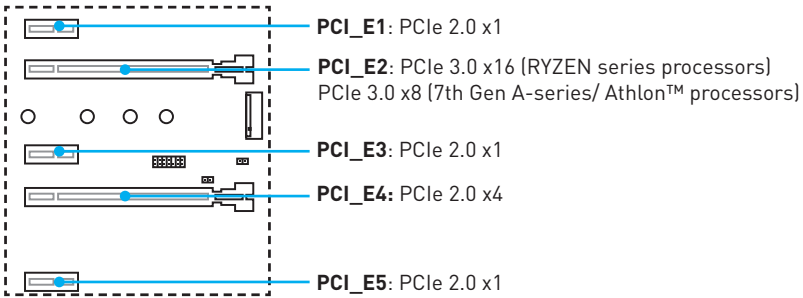 PCI_E1: PCIe 2.0 x1
PCI_E2: PCIe 3.0 x16 (RYZEN series processors)
PCIe 3.0 x8 (7th Gen A-series/ Athlon™ processors)
PCI_E3: PCIe 2.0 x1
PCI_E4: PCIe 2.0 x4
PCI_E5: PCIe 2.0 x1